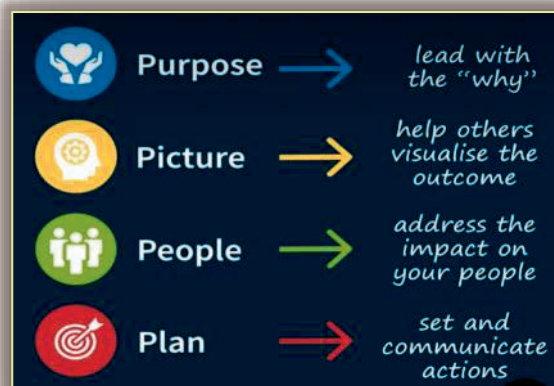 Purpose
lead with
the “why”
Picture
help others
visualise the
outcome
People
address the
impact on
your people
Plan
set and
communicate
actions